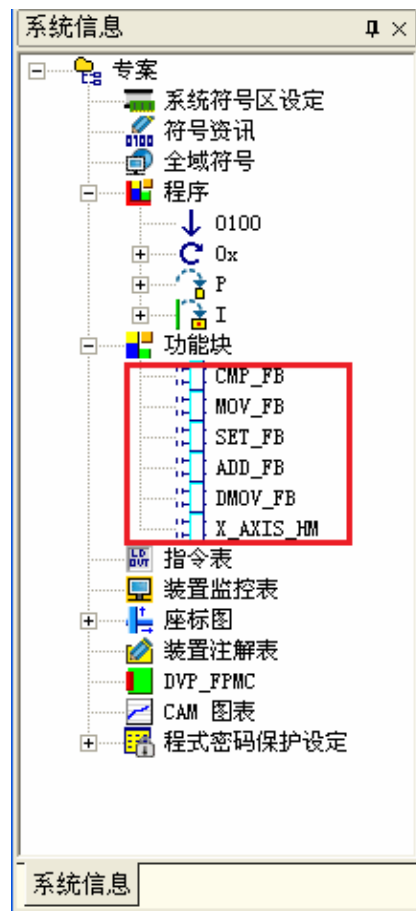 系统信息
专案
系统符号区设定
符号资讯
全域符号
程序
O100
Ox
P
I
功能块
CMP_FB
MOV_FB
SET_FB
ADD_FB
DMOV_FB
X_AXIS_HM
指令表
装置监控表
座标图
装置注解表
DVP_FPMC
CAM 图表
程式密码保护设定
系统信息